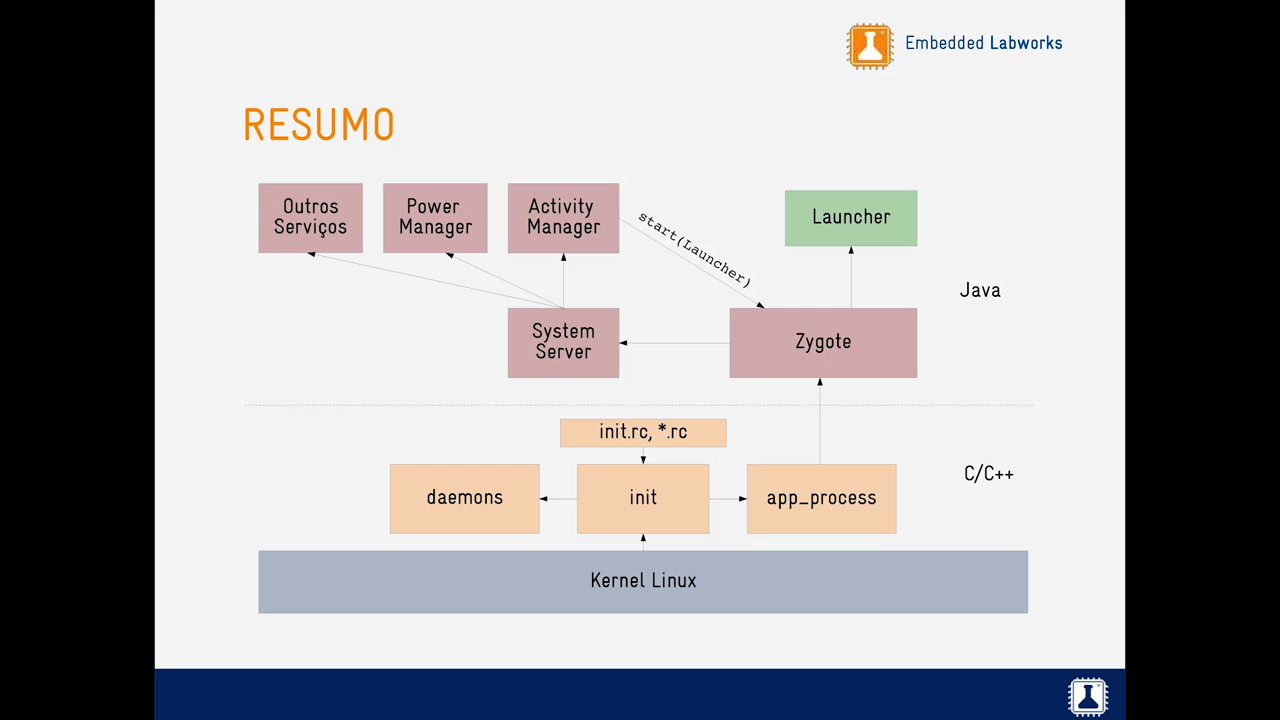 Embedded Labworks
RESUMO
Outros
Serviços
Power
Manager
Activity
Manager
start(Launcher)
Launcher
Java
System
Server
Zygote
init.rc, *.rc
C/C++
daemons
init
app_process
Kernel Linux